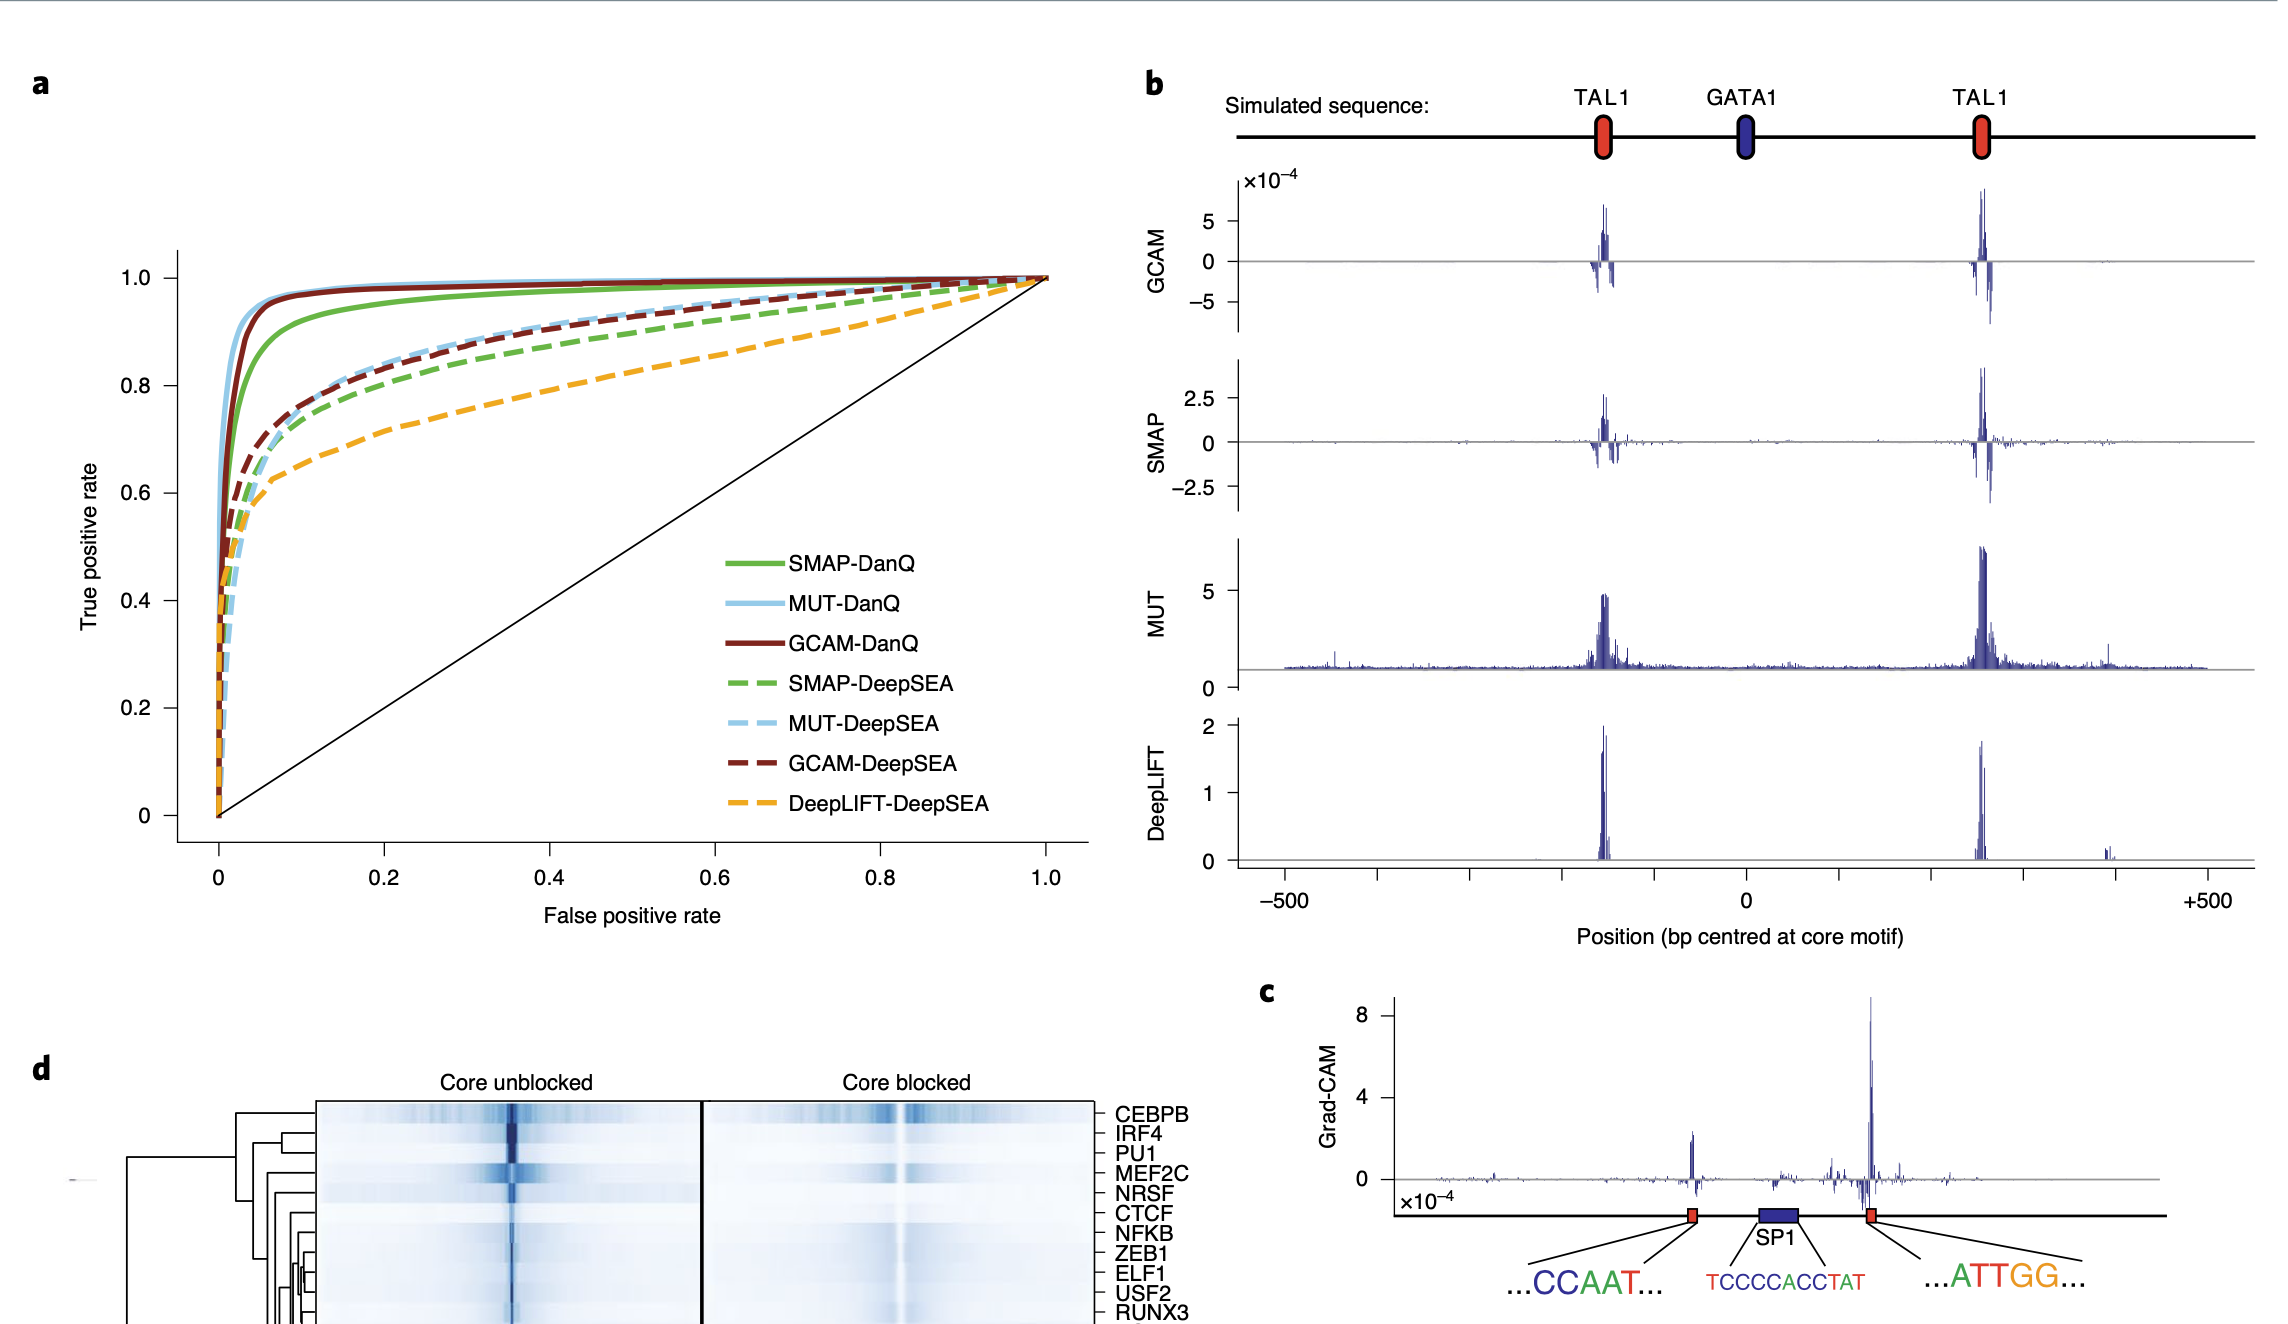 a
True positive rate
1.0
0.8
0.6
0.4
0.2
0
0
0.2
0.4
0.6
0.8
1.0
False positive rate
SMAP-DanQ
MUT-DanQ
GCAM-DanQ
SMAP-DeepSEA
MUT-DeepSEA
GCAM-DeepSEA
DeepLIFT-DeepSEA
b
Simulated sequence:
TAL1
GATA1
TAL1
×10⁻⁴
GCAM
5
0
−5
SMAP
2.5
0
−2.5
MUT
5
0
DeepLIFT
2
1
0
−500
0
+500
Position (bp centred at core motif)
c
Grad-CAM
8
4
0
×10⁻⁴
SP1
...CCAAT...
TCCCCACCTAT
...ATTGG...
d
Core unblocked
Core blocked
CEBPB
IRF4
PU1
MEF2C
NRSF
CTCF
NFKB
ZEB1
ELF1
USF2
RUNX3